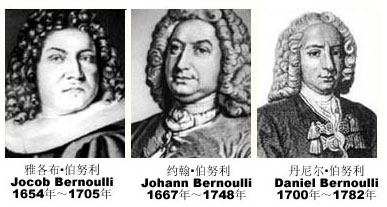 雅各布•伯努利
Jocob Bernoulli
1654年～1705年
约翰•伯努利
Johann Bernoulli
1667年～1748年
丹尼尔•伯努利
Daniel Bernoulli
1700年～1782年